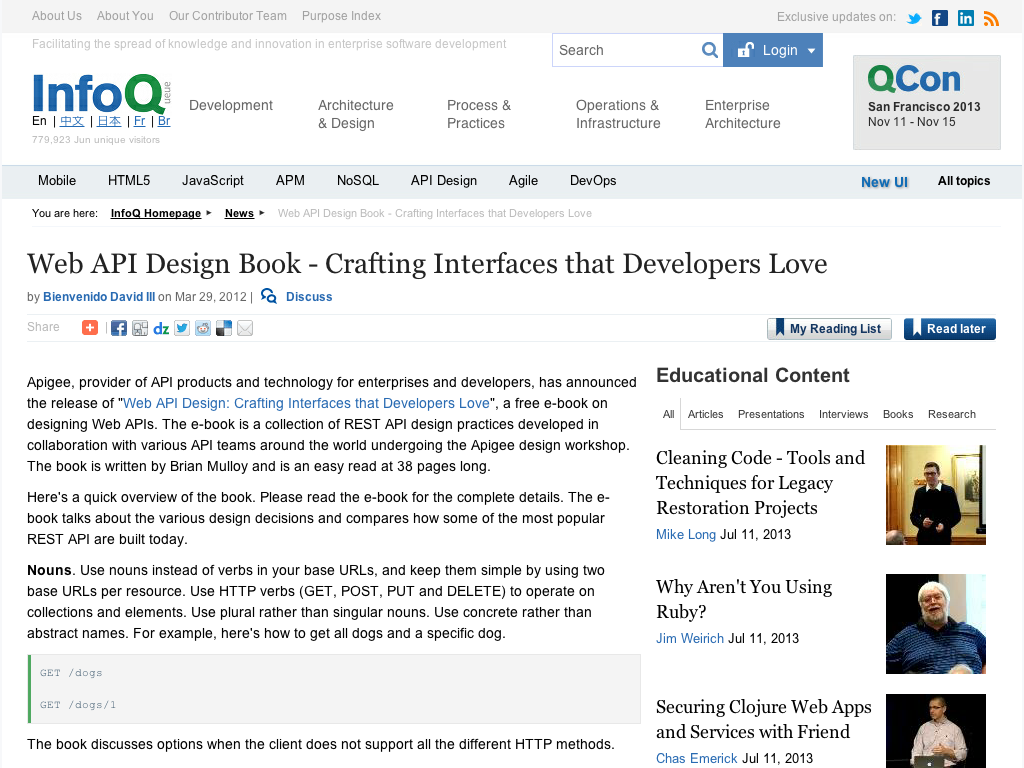 About Us About You Our Contributor Team Purpose Index Exclusive updates on:
Facilitating the spread of knowledge and innovation in enterprise software development
Search Login
InfoQ ueue
En | 中文 | 日本 | Fr | Br
779,923 Jun unique visitors
Development
Architecture
& Design
Process &
Practices
Operations &
Infrastructure
Enterprise
Architecture
QCon
San Francisco 2013
Nov 11 - Nov 15
Mobile HTML5 JavaScript APM NoSQL API Design Agile DevOps New UI All topics
You are here: InfoQ Homepage News Web API Design Book - Crafting Interfaces that Developers Love
Web API Design Book - Crafting Interfaces that Developers Love
by Bienvenido David III on Mar 29, 2012 | Discuss
Share | dz My Reading List Read later
Apigee, provider of API products and technology for enterprises and developers, has announced
the release of "Web API Design: Crafting Interfaces that Developers Love", a free e-book on
designing Web APIs. The e-book is a collection of REST API design practices developed in
collaboration with various API teams around the world undergoing the Apigee design workshop.
The book is written by Brian Mulloy and is an easy read at 38 pages long.
Here's a quick overview of the book. Please read the e-book for the complete details. The e-
book talks about the various design decisions and compares how some of the most popular
REST API are built today.
Nouns. Use nouns instead of verbs in your base URLs, and keep them simple by using two
base URLs per resource. Use HTTP verbs (GET, POST, PUT and DELETE) to operate on
collections and elements. Use plural rather than singular nouns. Use concrete rather than
abstract names. For example, here's how to get all dogs and a specific dog.
GET /dogs
GET /dogs/1
The book discusses options when the client does not support all the different HTTP methods.
Educational Content
All Articles Presentations Interviews Books Research
Cleaning Code - Tools and
Techniques for Legacy
Restoration Projects
Mike Long Jul 11, 2013
Why Aren't You Using
Ruby?
Jim Weirich Jul 11, 2013
Securing Clojure Web Apps
and Services with Friend
Chas Emerick Jul 11, 2013